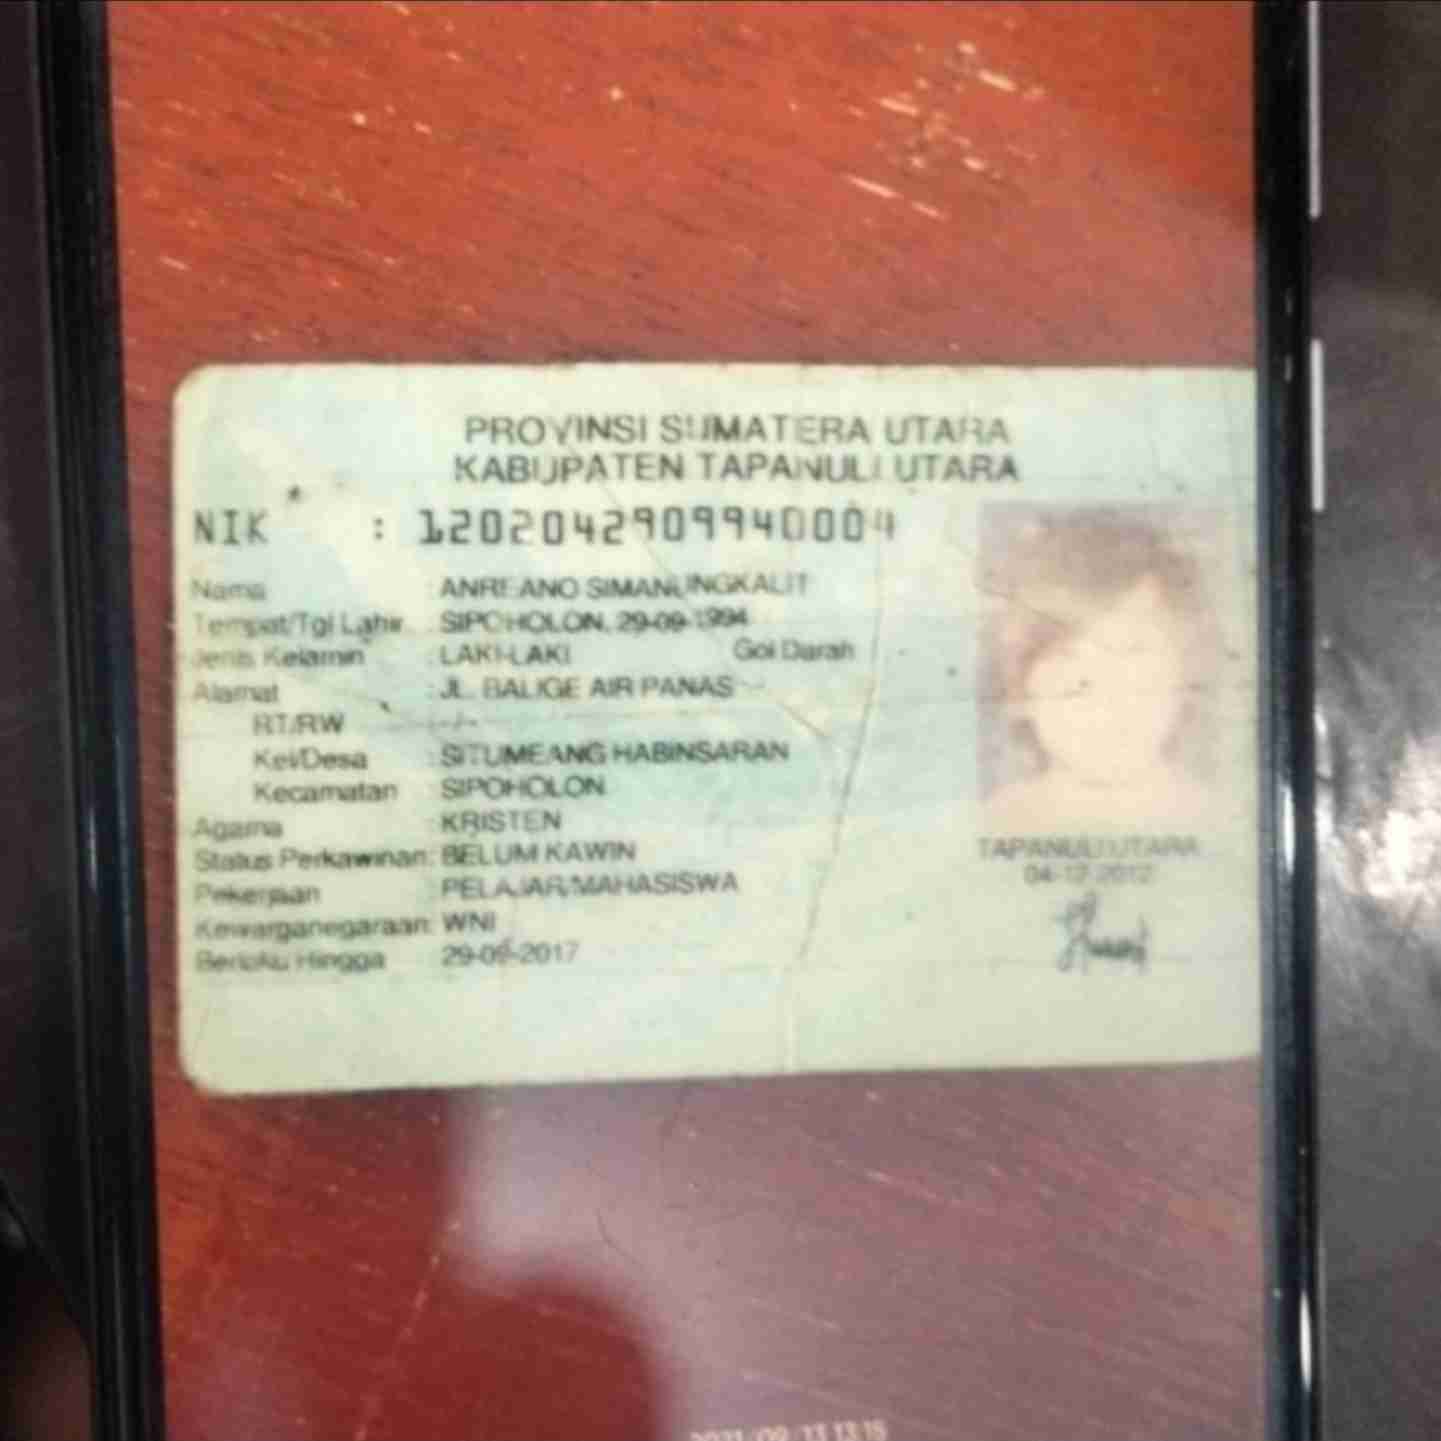 PROVINSI SUMATERA UTARA
KABUPATEN TAPANULI UTARA
NIK : 1202042909940004
Nama : ANREANO SIMANUNGKALIT
Tempat/Tgl Lahir : SIPOHOLON, 29-09-1994
Jenis Kelamin : LAKI-LAKI Gol Darah
Alamat : JL. BALIGE AIR PANAS
RT/RW : -/-
Kel/Desa : SITUMEANG HABINSARAN
Kecamatan : SIPOHOLON
Agama : KRISTEN
Status Perkawinan: BELUM KAWIN
Pekerjaan : PELAJAR/MAHASISWA
Kewarganegaraan: WNI
Berlaku Hingga : 29-09-2017
TAPANULI UTARA
04-12-2012
13:15